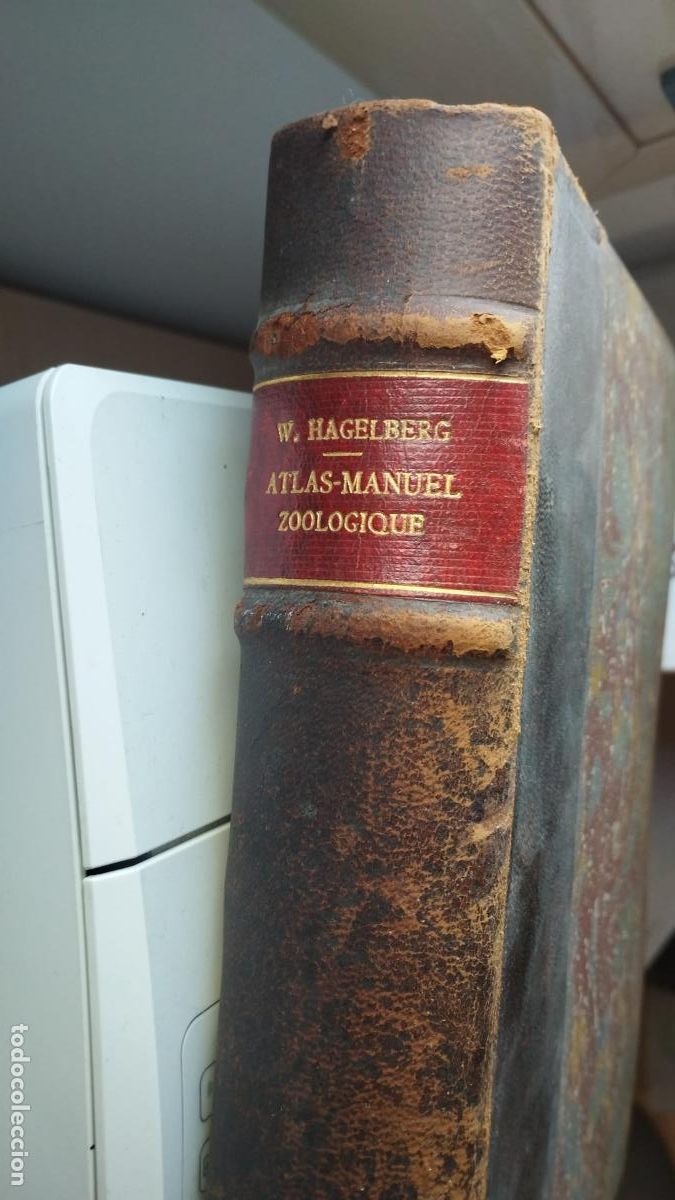 W. HAGELBERG
ATLAS-MANUEL
ZOOLOGIQUE
todocoleccion